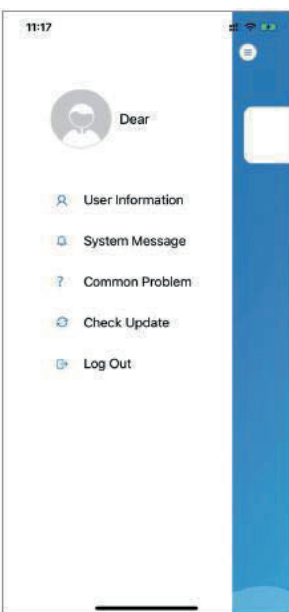 11:17
Dear
User Information
System Message
? Common Problem
Check Update
Log Out